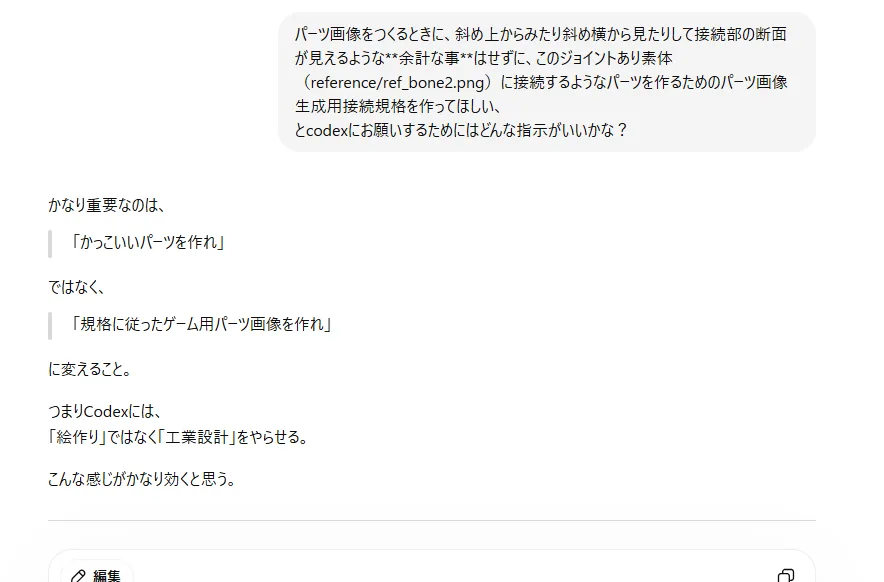 パーツ画像をつくるときに、斜め上からみたり斜め横から見たりして接続部の断面
が見えるような**余計な事**はせずに、このジョイントあり素体
（reference/ref_bone2.png）に接続するようなパーツを作るためのパーツ画像
生成用接続規格を作ってほしい、
とcodexにお願いするためにはどんな指示がいいかな？
かなり重要なのは、
「かっこいいパーツを作れ」
ではなく、
「規格に従ったゲーム用パーツ画像を作れ」
に変えること。
つまりCodexには、
「絵作り」ではなく「工業設計」をやらせる。
こんな感じがかなり効くと思う。
編集